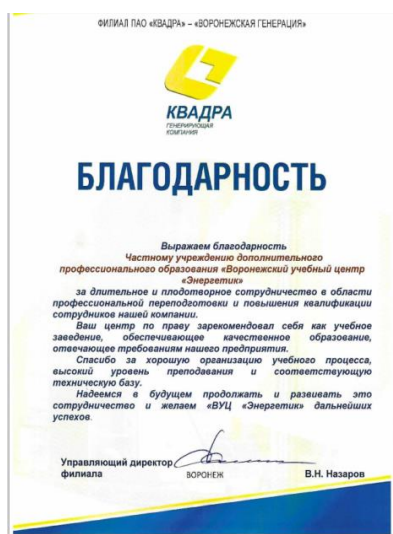 ФИЛИАЛ ПАО «КВАДРА» – «ВОРОНЕЖСКАЯ ГЕНЕРАЦИЯ»
КВАДРА
ГЕНЕРИРУЮЩАЯ
КОМПАНИЯ
БЛАГОДАРНОСТЬ
Выражаем благодарность
Частному учреждению дополнительного
профессионального образования «Воронежский учебный центр
«Энергетик»
за длительное и плодотворное сотрудничество в области
профессиональной переподготовки и повышения квалификации
сотрудников нашей компании.
Ваш центр по праву зарекомендовал себя как учебное
заведение, обеспечивающее качественное образование,
отвечающее требованиям нашего предприятия.
Спасибо за хорошую организацию учебного процесса,
высокий уровень преподавания и соответствующую
техническую базу.
Надеемся в будущем продолжать и развивать это
сотрудничество и желаем «ВУЦ «Энергетик» дальнейших
успехов.
Управляющий директор
филиала ВОРОНЕЖ В.Н. Назаров